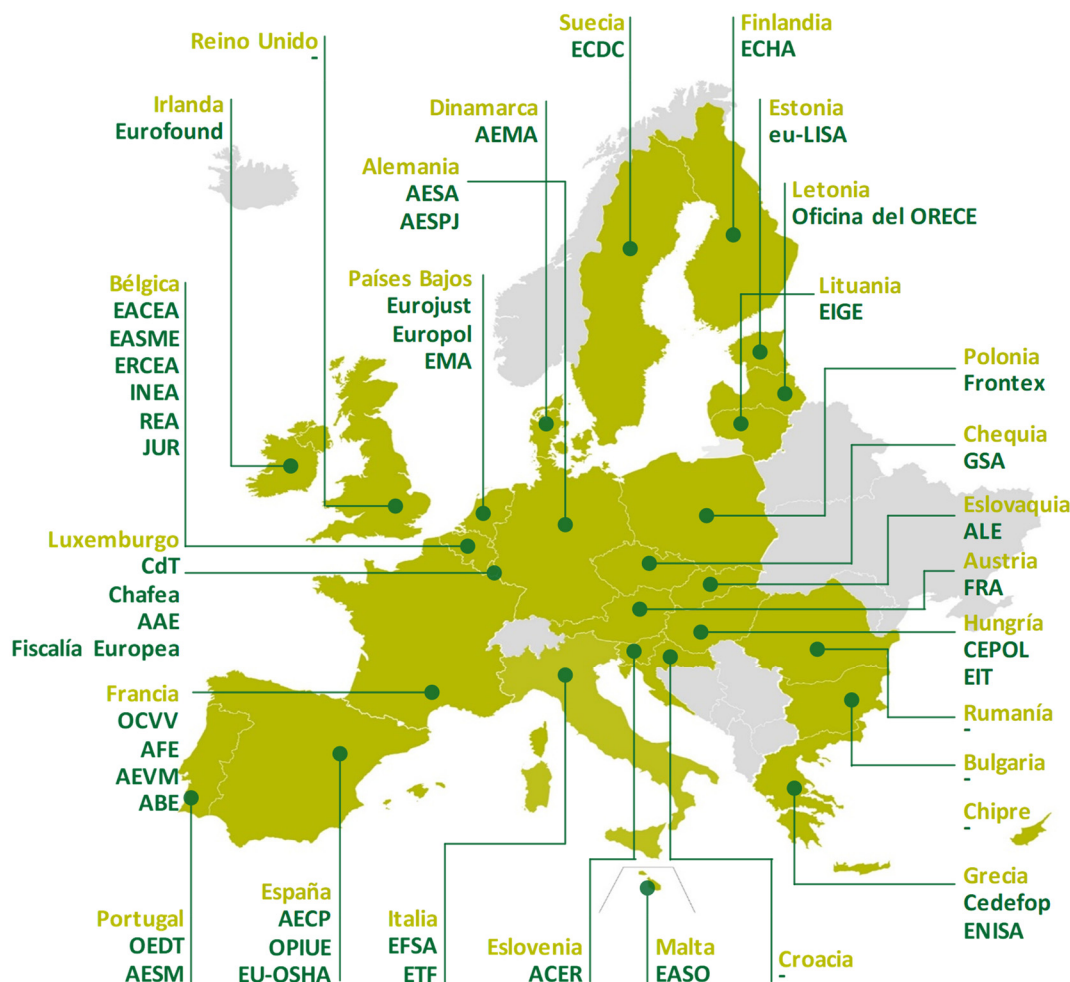 Reino Unido
-
Irlanda
Eurofound
Suecia
ECDC
Finlandia
ECHA
Dinamarca
AEMA
Estonia
eu-LISA
Alemania
AESA
AESPJ
Letonia
Oficina del ORECE
Bélgica
EACEA
EASME
ERCEA
INEA
REA
JUR
Países Bajos
Eurojust
Europol
EMA
Lituania
EIGE
Polonia
Frontex
Chequia
GSA
Eslovaquia
ALE
Austria
FRA
Hungría
CEPOL
EIT
Rumanía
-
Bulgaria
-
Chipre
-
Grecia
Cedefop
ENISA
Luxemburgo
CdT
Chafea
AAE
Fiscalía Europea
Francia
OCVV
AFE
AEVM
ABE
Portugal
OEDT
AESM
España
AECP
OPIUE
EU-OSHA
Italia
EFSA
ETF
Eslovenia
ACER
Malta
EASO
Croacia
-